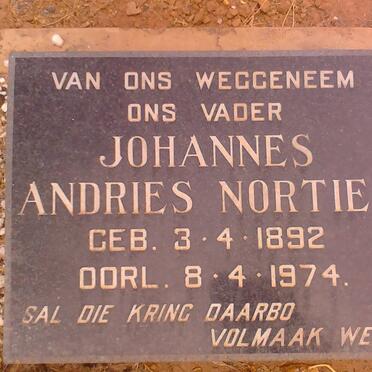 VAN ONS WEGGENEEM
ONS VADER
JOHANNES
ANDRIES NORTIE
GEB. 3·4·1892
OORL. 8·4·1974.
SAL DIE KRING DAARBO
VOLMAAK WE